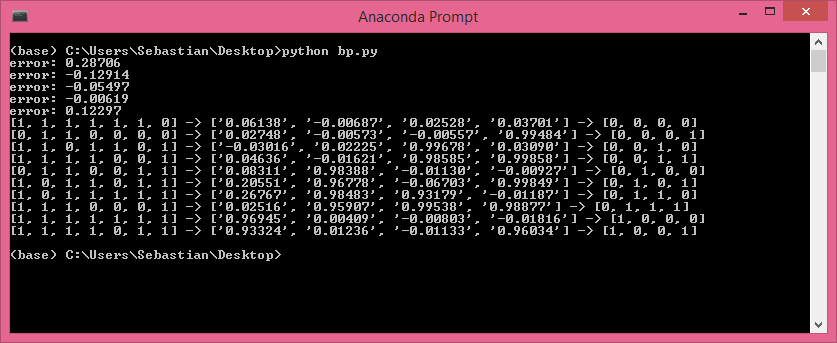 Anaconda Prompt
(base) C:\Users\Sebastian\Desktop>python bp.py
error: 0.28706
error: -0.12914
error: -0.05497
error: -0.00619
error: 0.12297
[1, 1, 1, 1, 1, 1, 0] -> ['0.06138', '-0.00687', '0.02528', '0.03701'] -> [0, 0, 0, 0]
[0, 1, 1, 0, 0, 0, 0] -> ['0.02748', '-0.00573', '-0.00557', '0.99484'] -> [0, 0, 0, 1]
[1, 1, 0, 1, 1, 0, 1] -> ['-0.03016', '0.02225', '0.99678', '0.03090'] -> [0, 0, 1, 0]
[1, 1, 1, 1, 0, 0, 1] -> ['0.04636', '-0.01621', '0.98585', '0.99858'] -> [0, 0, 1, 1]
[0, 1, 1, 0, 0, 1, 1] -> ['0.08311', '0.98388', '-0.01130', '-0.00927'] -> [0, 1, 0, 0]
[1, 0, 1, 1, 0, 1, 1] -> ['0.20551', '0.96778', '-0.06703', '0.99849'] -> [0, 1, 0, 1]
[1, 0, 1, 1, 1, 1, 1] -> ['0.26767', '0.98483', '0.93179', '-0.01187'] -> [0, 1, 1, 0]
[1, 1, 1, 0, 0, 0, 1] -> ['0.02516', '0.95907', '0.99538', '0.98877'] -> [0, 1, 1, 1]
[1, 1, 1, 1, 1, 1, 1] -> ['0.96945', '0.00409', '-0.00803', '-0.01816'] -> [1, 0, 0, 0]
[1, 1, 1, 1, 0, 1, 1] -> ['0.93324', '0.01236', '-0.01133', '0.96034'] -> [1, 0, 0, 1]
(base) C:\Users\Sebastian\Desktop>